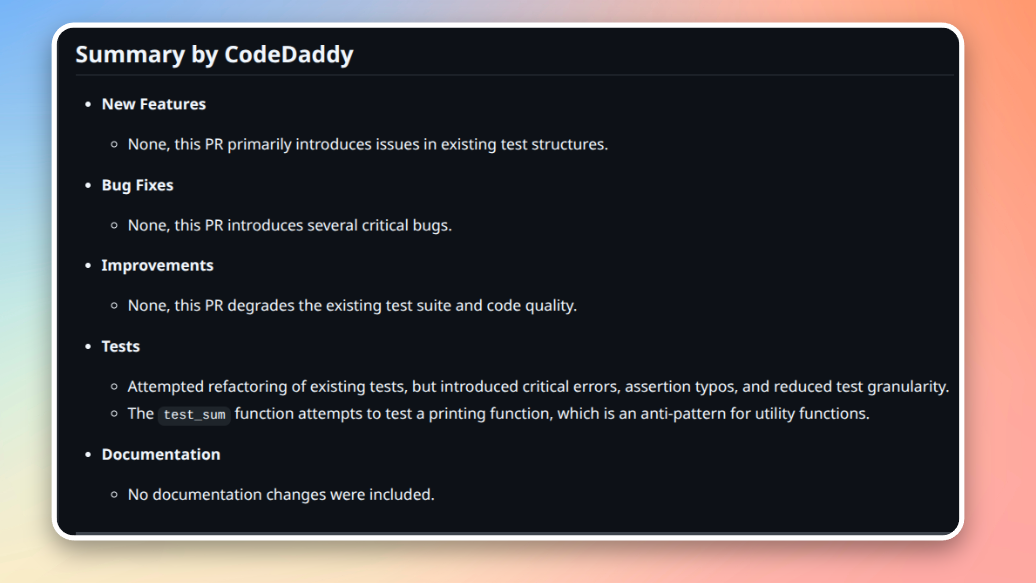 Summary by CodeDaddy
New Features
None, this PR primarily introduces issues in existing test structures.
Bug Fixes
None, this PR introduces several critical bugs.
Improvements
None, this PR degrades the existing test suite and code quality.
Tests
Attempted refactoring of existing tests, but introduced critical errors, assertion typos, and reduced test granularity.
The test_sum function attempts to test a printing function, which is an anti-pattern for utility functions.
Documentation
No documentation changes were included.